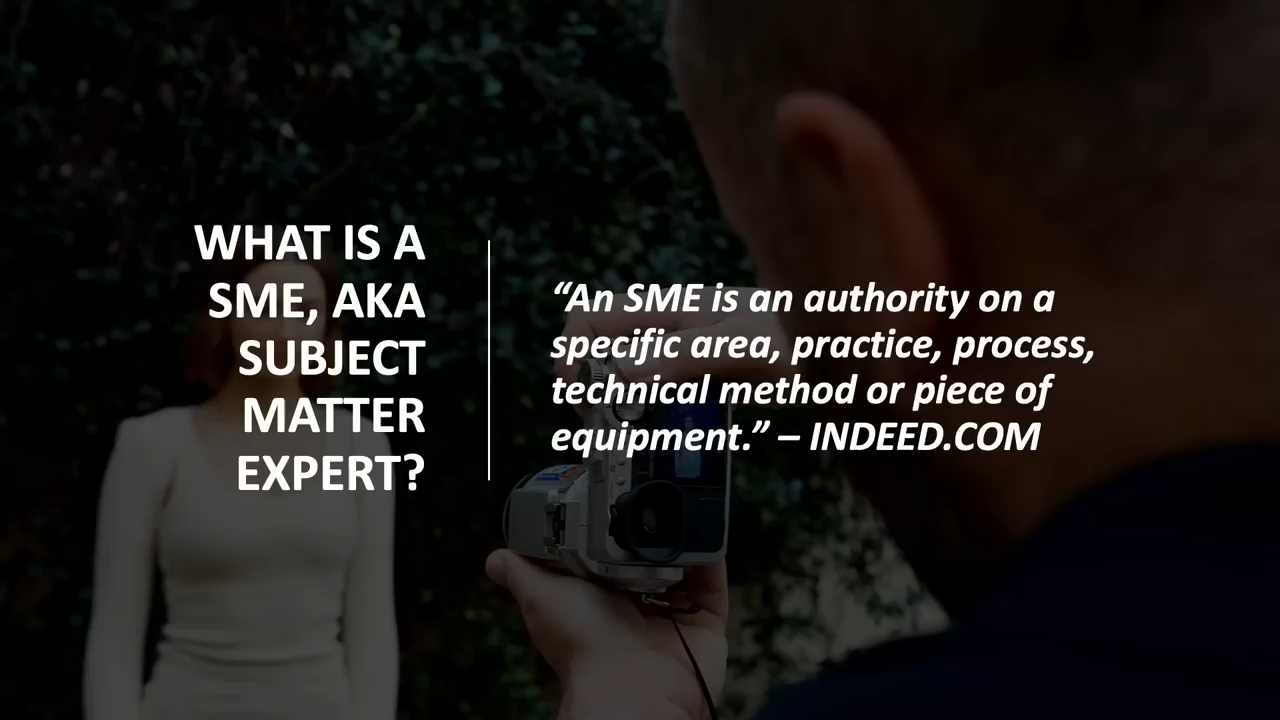 WHAT IS A
SME, AKA
SUBJECT
MATTER
EXPERT?
“An SME is an authority on a
specific area, practice, process,
technical method or piece of
equipment.” – INDEED.COM